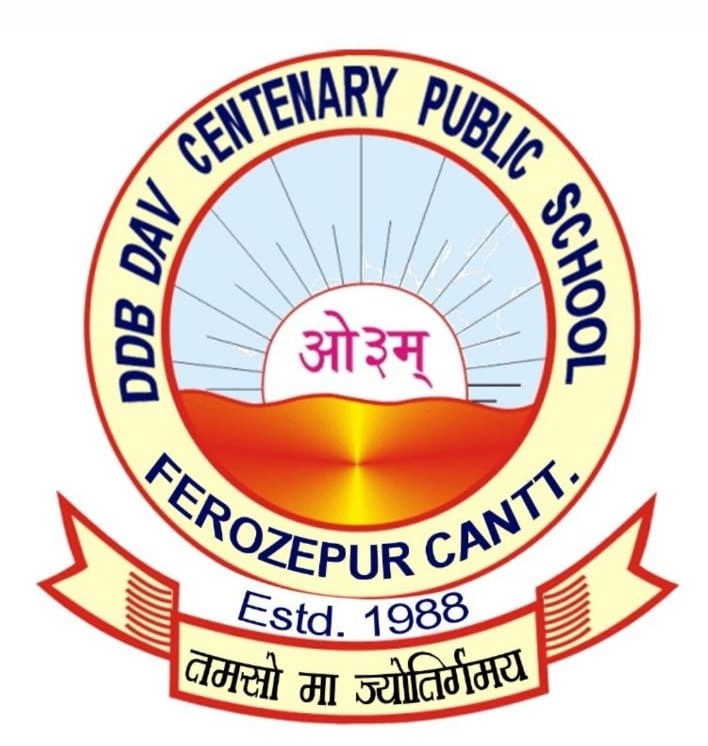 DDB DAV CENTENARY PUBLIC SCHOOL
ओ३म्
FEROZEPUR CANTT.
Estd. 1988
तमसो मा ज्योतिर्गमय